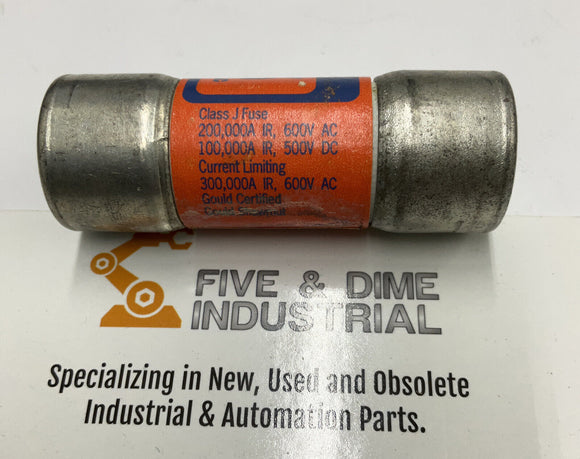 Class J Fuse
200,000A IR, 600V AC
100,000A IR, 500V DC
Current Limiting
300,000A IR, 600V AC
Gould Certified
FIVE & DIME
INDUSTRIAL
Specializing in New, Used and Obsolete
Industrial & Automation Parts.